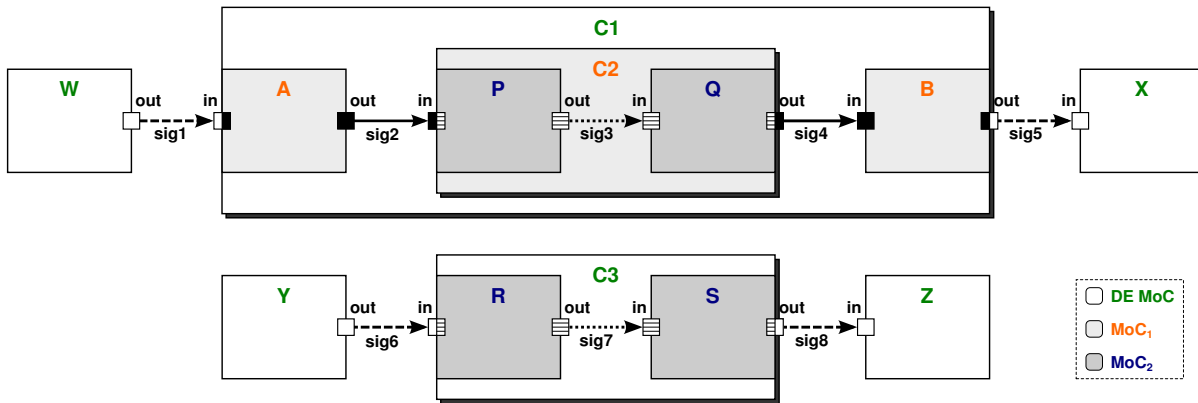 C1
W
A
C2
P
Q
B
X
out
in
out
in
out
in
out
in
out
in
sig1
sig2
sig3
sig4
sig5
Y
R
C3
S
Z
out
in
out
in
out
in
sig6
sig7
sig8
DE MoC
MoC₁
MoC₂